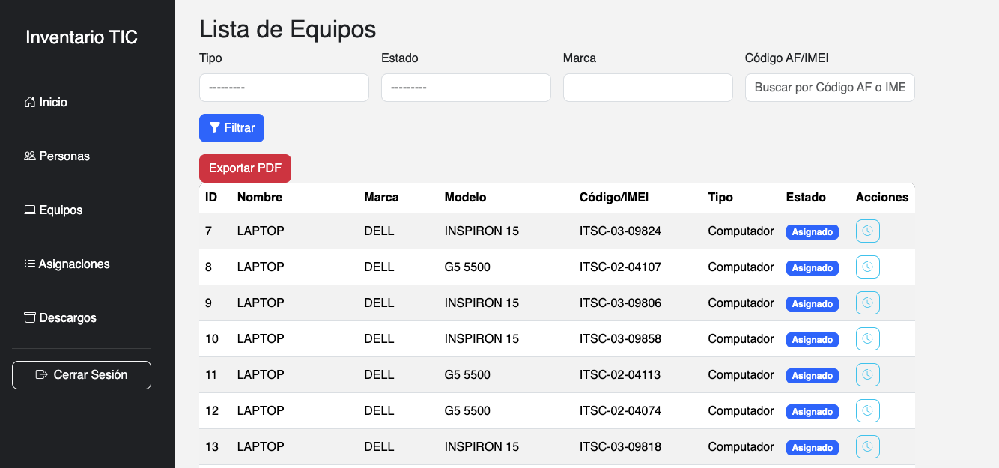 Inventario TIC
Inicio
Personas
Equipos
Asignaciones
Descargos
Cerrar Sesión
Lista de Equipos
Tipo Estado Marca Código AF/IMEI
--------- --------- Buscar por Código AF o IME
Filtrar
Exportar PDF
ID Nombre Marca Modelo Código/IMEI Tipo Estado Acciones
7 LAPTOP DELL INSPIRON 15 ITSC-03-09824 Computador Asignado
8 LAPTOP DELL G5 5500 ITSC-02-04107 Computador Asignado
9 LAPTOP DELL INSPIRON 15 ITSC-03-09806 Computador Asignado
10 LAPTOP DELL INSPIRON 15 ITSC-03-09858 Computador Asignado
11 LAPTOP DELL G5 5500 ITSC-02-04113 Computador Asignado
12 LAPTOP DELL G5 5500 ITSC-02-04074 Computador Asignado
13 LAPTOP DELL INSPIRON 15 ITSC-03-09818 Computador Asignado